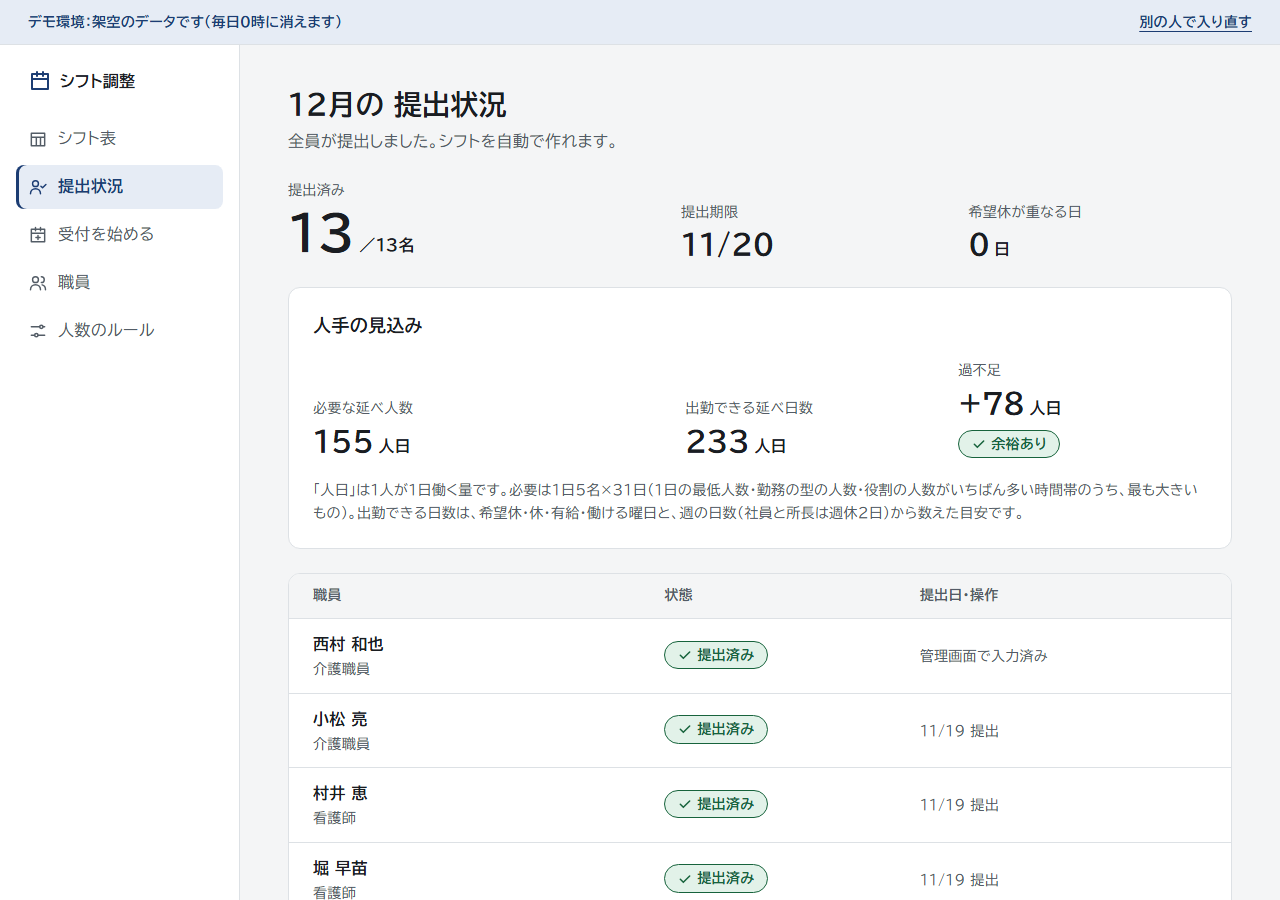 デモ環境：架空のデータです（毎日0時に消えます）
別の人で入り直す
シフト調整
シフト表
提出状況
受付を始める
職員
人数のルール
12月の 提出状況
全員が提出しました。シフトを自動で作れます。
提出済み
13 ／13名
提出期限
11/20
希望休が重なる日
0 日
人手の見込み
必要な延べ人数
155 人日
出勤できる延べ日数
233 人日
過不足
+78 人日
余裕あり
「人日」は1人が1日働く量です。必要は1日5名×31日（1日の最低人数・勤務の型の人数・役割の人数がいちばん多い時間帯のうち、最も大きい
もの）。出勤できる日数は、希望休・休・有給・働ける曜日と、週の日数（社員と所長は週休2日）から数えた目安です。
職員 状態 提出日・操作
西村 和也
介護職員
提出済み
管理画面で入力済み
小松 亮
介護職員
提出済み
11/19 提出
村井 恵
看護師
提出済み
11/19 提出
堀 早苗
看護師
提出済み
11/19 提出